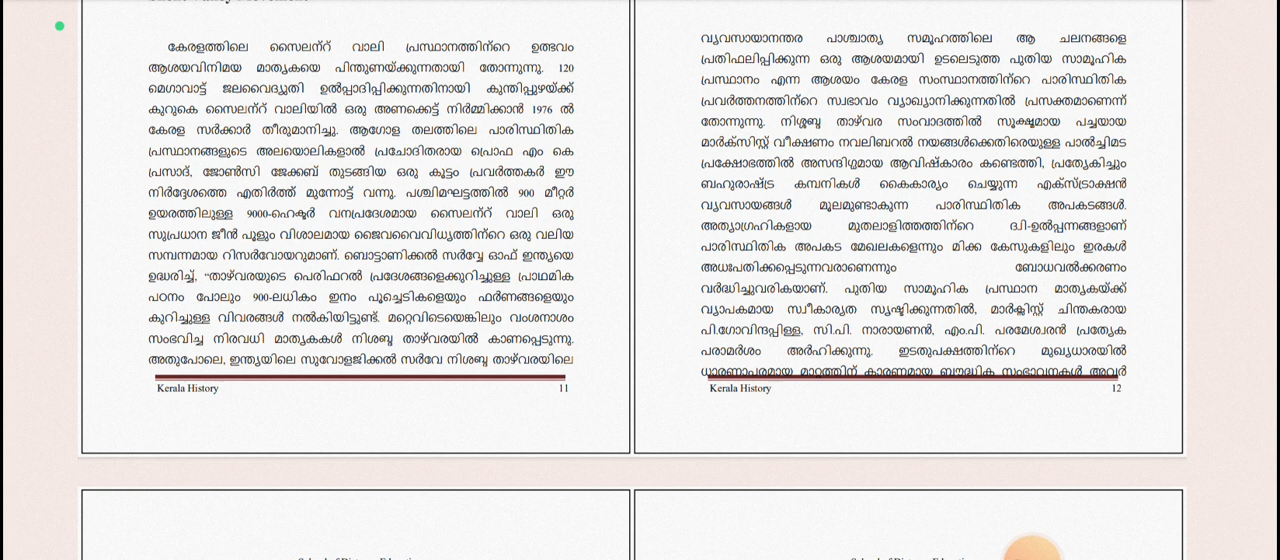 കേരളത്തിലെ സൈലന്റ് വാലി പ്രസ്ഥാനത്തിന്റെ ഉത്ഭവം
ആശയവിനിമയ മാതൃകയെ പിന്തുണയ്ക്കുന്നതായി തോന്നുന്നു. 120
മെഗാവാട്ട് ജലവൈദ്യുതി ഉൽപ്പാദിപ്പിക്കുന്നതിനായി കുന്തിപ്പുഴയ്ക്ക്
കുറുകെ സൈലന്റ് വാലിയിൽ ഒരു അണക്കെട്ട് നിർമ്മിക്കാൻ 1976 ൽ
കേരള സർക്കാർ തീരുമാനിച്ചു. ആഗോള തലത്തിലെ പാരിസ്ഥിതിക
പ്രസ്ഥാനങ്ങളുടെ അലയൊലികളാൽ പ്രചോദിതരായ പ്രൊഫ എം കെ
പ്രസാദ്, ജോൺസി ജേക്കബ് തുടങ്ങിയ ഒരു കൂട്ടം പ്രവർത്തകർ ഈ
നിർദ്ദേശത്തെ എതിർത്ത് മുന്നോട്ട് വന്നു. പശ്ചിമഘട്ടത്തിൽ 900 മീറ്റർ
ഉയരത്തിലുള്ള 9000-ഹെക്ടർ വനപ്രദേശമായ സൈലന്റ് വാലി ഒരു
സുപ്രധാന ജീൻ പൂളും വിശാലമായ ജൈവവൈവിധ്യത്തിന്റെ ഒരു വലിയ
സമ്പന്നമായ റിസർവോയറുമാണ്. ബൊട്ടാണിക്കൽ സർവ്വേ ഓഫ് ഇന്ത്യയെ
ഉദ്ധരിച്ച്, “താഴ്‌വരയുടെ പെരിഫറൽ പ്രദേശങ്ങളെക്കുറിച്ചുള്ള പ്രാഥമിക
പഠനം പോലും 900-ലധികം ഇനം പൂച്ചെടികളെയും ഫർണങ്ങളെയും
കുറിച്ചുള്ള വിവരങ്ങൾ നൽകിയിട്ടുണ്ട്. മറ്റെവിടെയെങ്കിലും വംശനാശം
സംഭവിച്ച നിരവധി മാതൃകകൾ നിശബ്ദ താഴ്‌വരയിൽ കാണപ്പെടുന്നു.
അതുപോലെ, ഇന്ത്യയിലെ സുവോളജിക്കൽ സർവേ നിശബ്ദ താഴ്‌വരയിലെ
Kerala History 11
വ്യവസായാനന്തര പാശ്ചാത്യ സമൂഹത്തിലെ ആ ചലനങ്ങളെ
പ്രതിഫലിപ്പിക്കുന്ന ഒരു ആശയമായി ഉടലെടുത്ത പുതിയ സാമൂഹിക
പ്രസ്ഥാനം എന്ന ആശയം കേരള സംസ്ഥാനത്തിന്റെ പാരിസ്ഥിതിക
പ്രവർത്തനത്തിന്റെ സ്വഭാവം വ്യാഖ്യാനിക്കുന്നതിൽ പ്രസക്തമാണെന്ന്
തോന്നുന്നു. നിശ്ശബ്ദ താഴ്‌വര സംവാദത്തിൽ സൂക്ഷ്മമായ പച്ചയായ
മാർക്സിസ്റ്റ് വീക്ഷണം നവലിബറൽ നയങ്ങൾക്കെതിരെയുള്ള പാൽച്ചിമട
പ്രക്ഷോഭത്തിൽ അസന്ദിഗ്ദ്ധമായ ആവിഷ്കാരം കണ്ടെത്തി, പ്രത്യേകിച്ചും
ബഹുരാഷ്ട്ര കമ്പനികൾ കൈകാര്യം ചെയ്യുന്ന എക്സ്ട്രാക്ഷൻ
വ്യവസായങ്ങൾ മൂലമുണ്ടാകുന്ന പാരിസ്ഥിതിക അപകടങ്ങൾ.
അത്യാഗ്രഹികളായ മുതലാളിത്തത്തിന്റെ ദ്വി-ഉൽപ്പന്നങ്ങളാണ്
പാരിസ്ഥിതിക അപകട മേഖലകളെന്നും മിക്ക കേസുകളിലും ഇരകൾ
അധഃപതിക്കപ്പെടുന്നവരാണെന്നും ബോധവൽക്കരണം
വർദ്ധിച്ചുവരികയാണ്. പുതിയ സാമൂഹിക പ്രസ്ഥാന മാതൃകയ്ക്ക്
വ്യാപകമായ സ്വീകാര്യത സൃഷ്ടിക്കുന്നതിൽ, മാർക്സിസ്റ്റ് ചിന്തകരായ
പി.ഗോവിന്ദപ്പിള്ള, സി.പി. നാരായണൻ, എം.പി. പരമേശ്വരൻ പ്രത്യേക
പരാമർശം അർഹിക്കുന്നു. ഇടതുപക്ഷത്തിന്റെ മുഖ്യധാരയിൽ
ധാരണാപരമായ മാറ്റത്തിന് കാരണമായ ബൗദ്ധിക സംഭാവനകൾ അവർ
Kerala History 12